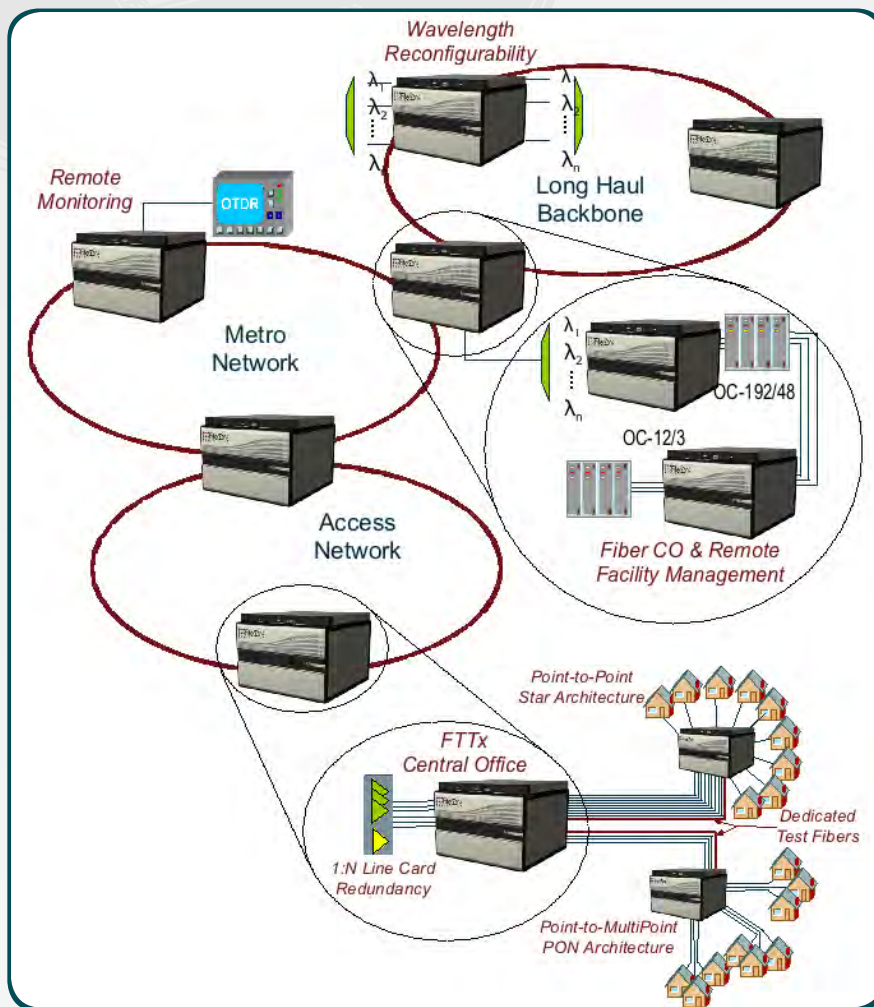 Wavelength
Reconfigurability
λ1
λ2
λ
λ
λ2
λn
Remote
Monitoring
OTDR
Long Haul
Backbone
Metro
Network
λ1
λ2
λn
OC-192/48
OC-12/3
Fiber CO & Remote
Facility Management
Access
Network
Point-to-Point
Star Architecture
FTTx
Central Office
Dedicated
Test Fibers
1:N Line Card
Redundancy
Point-to-MultiPoint
PON Architecture